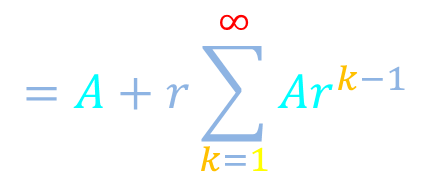 = A + r ∑_{k=1}^{∞} Ar^{k−1}